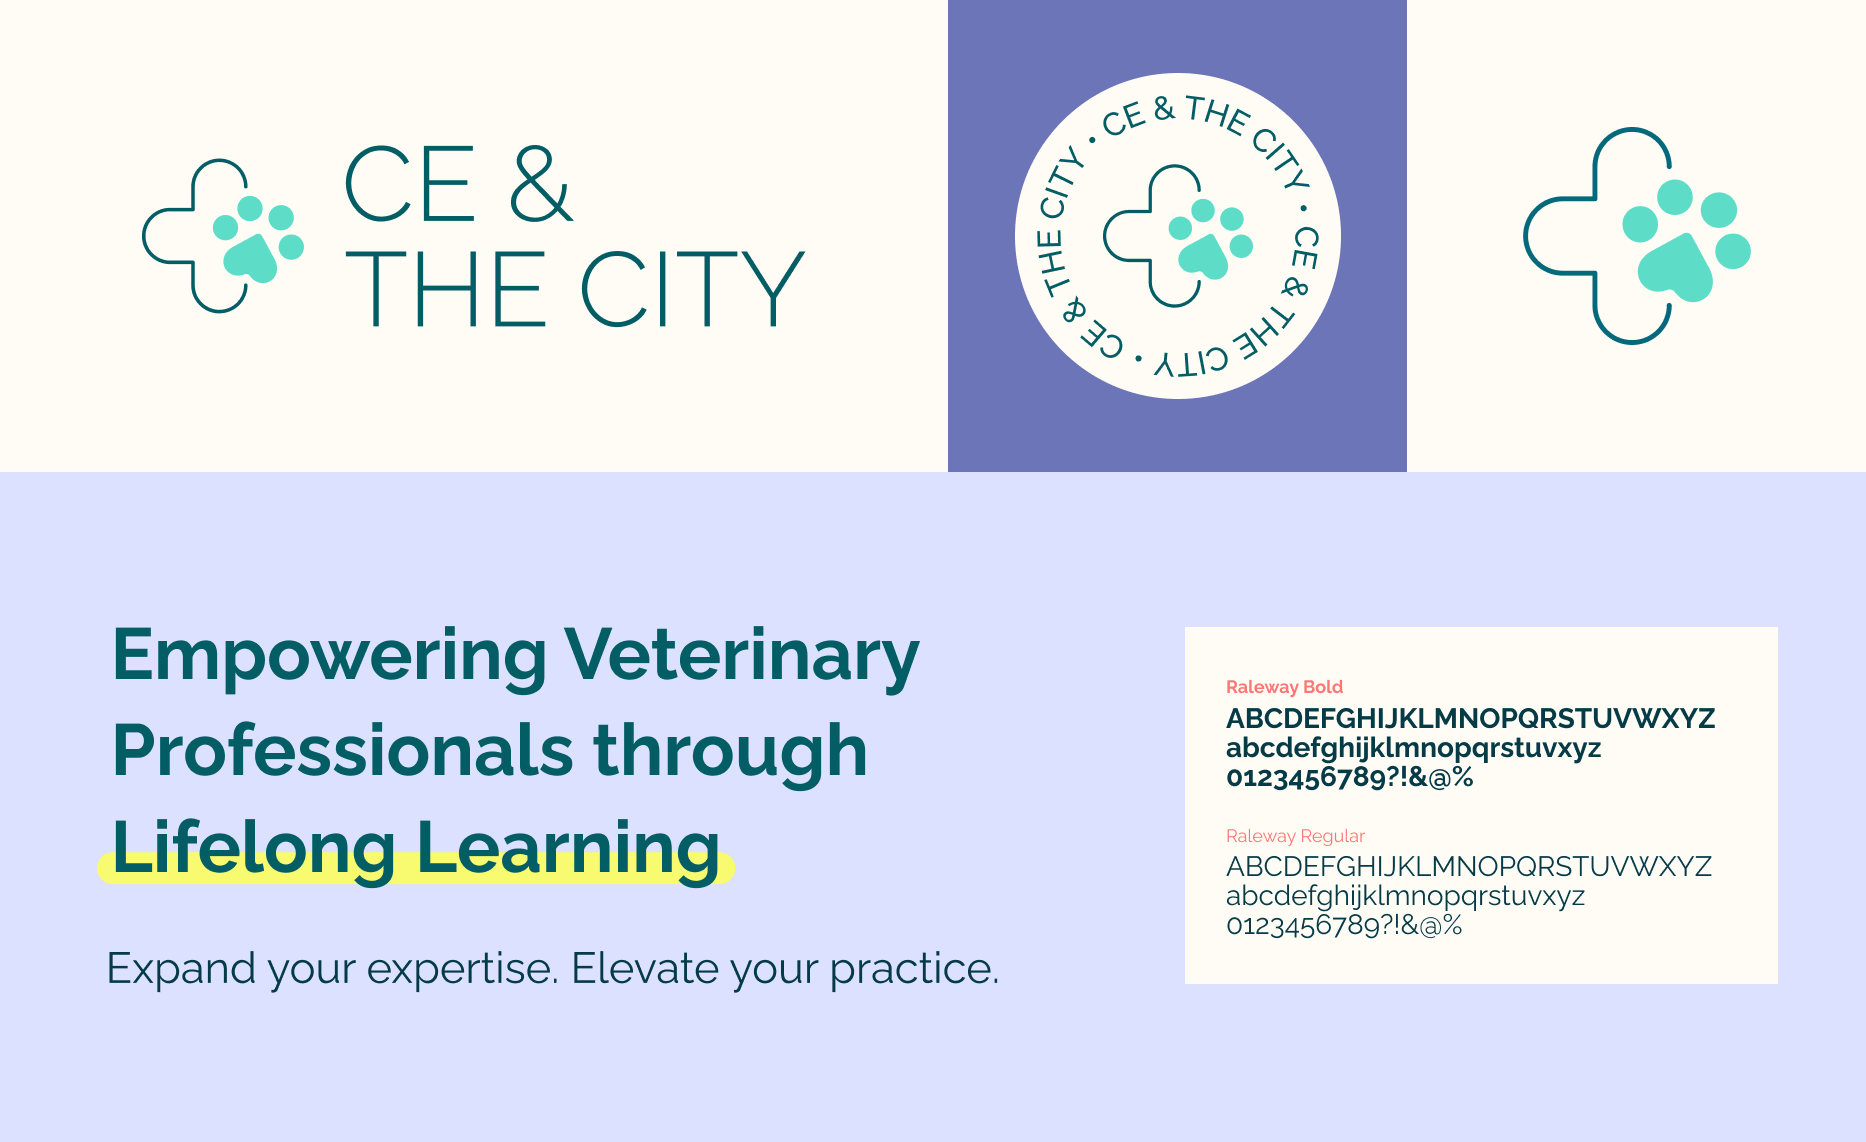 CE &
THE CITY
CE & THE CITY • CE & THE CITY • CE & THE CITY •
Empowering Veterinary
Professionals through
Lifelong Learning
Expand your expertise. Elevate your practice.
Raleway Bold
ABCDEFGHIJKLMNOPQRSTUVWXYZ
abcdefghijklmnopqrstuvxyz
0123456789?!&@%
Raleway Regular
ABCDEFGHIJKLMNOPQRSTUVWXYZ
abcdefghijklmnopqrstuvxyz
0123456789?!&@%